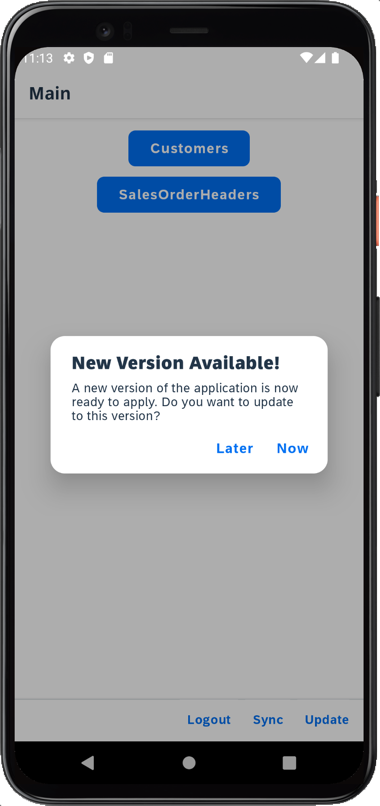 11:13
Main
Customers
SalesOrderHeaders
New Version Available!
A new version of the application is now
ready to apply. Do you want to update
to this version?
Later Now
Logout Sync Update